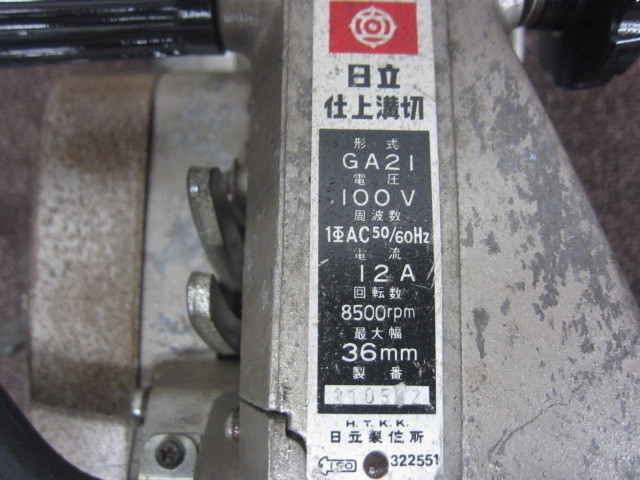 日立
仕上溝切
形式
GA21
電圧
100V
周波数
1ΦAC50/60Hz
電流
12A
回転数
8500rpm
最大幅
36mm
製番
H.T.K.K.
日立製作所
ISO
322551